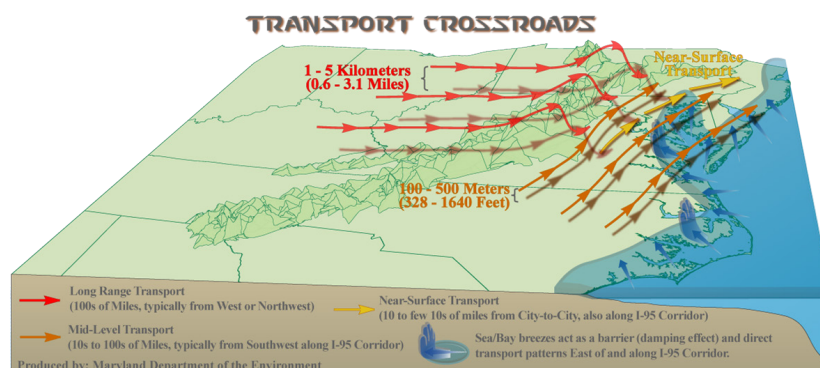 TRANSPORT CROSSROADS
1 - 5 Kilometers
(0.6 - 3.1 Miles)
Near-Surface
Transport
100 - 500 Meters
(328 - 1640 Feet)
Long Range Transport
(100s of Miles, typically from West or Northwest)
Near-Surface Transport
(10 to few 10s of miles from City-to-City, also along I-95 Corridor)
Mid-Level Transport
(10s to 100s of Miles, typically from Southwest along I-95 Corridor)
Sea/Bay breezes act as a barrier (damping effect) and direct
transport patterns East of and along I-95 Corridor.
Produced by: Maryland Department of the Environment